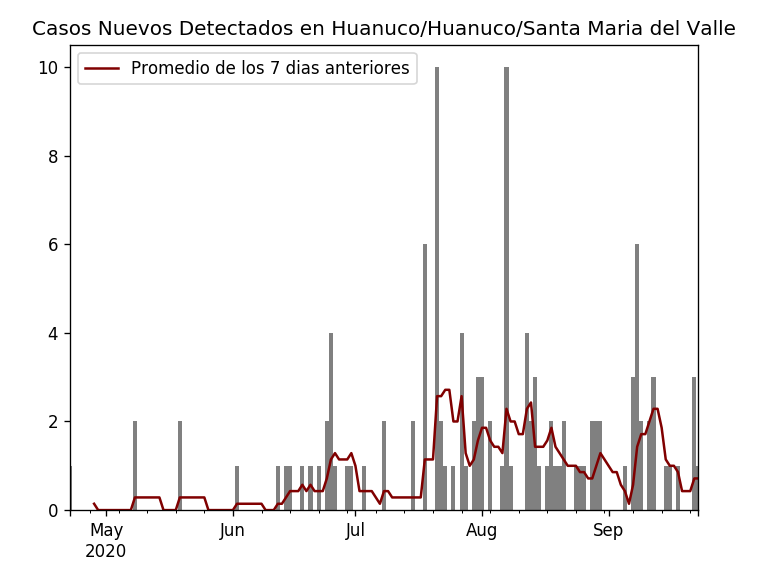 Casos Nuevos Detectados en Huanuco/Huanuco/Santa Maria del Valle
Promedio de los 7 dias anteriores
10
8
6
4
2
0
May Jun Jul Aug Sep
2020